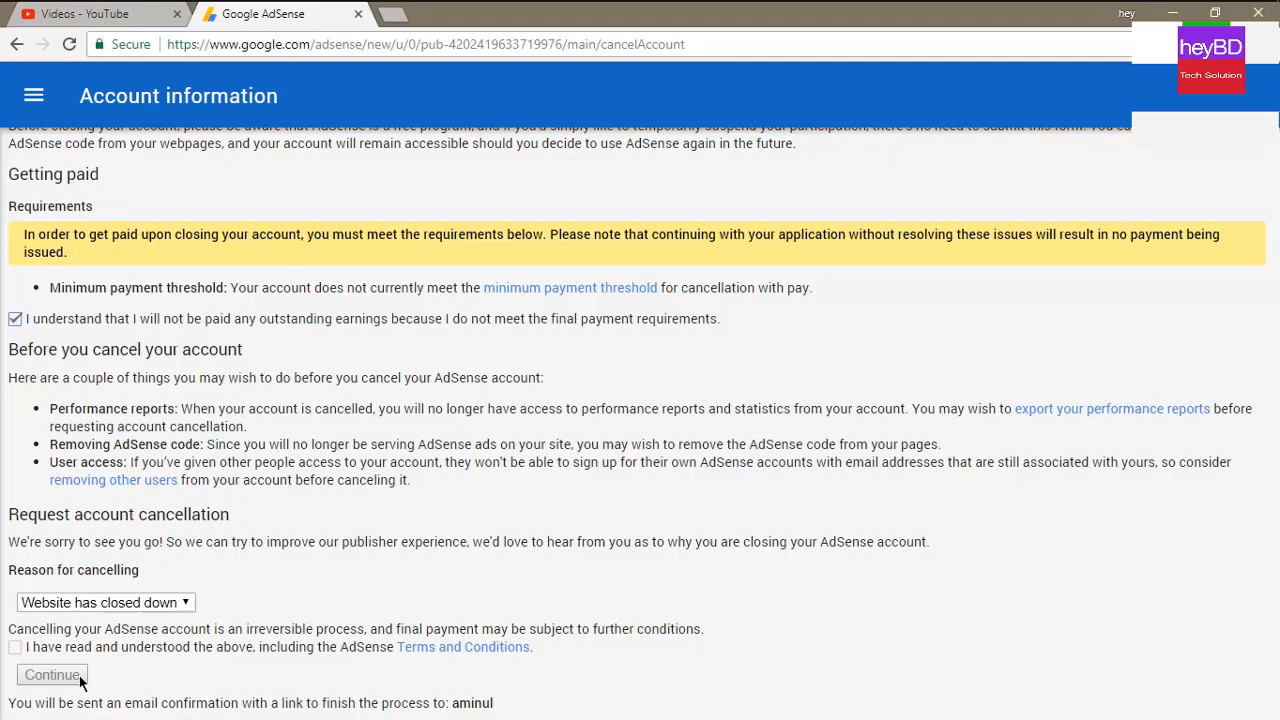 Videos - YouTube
Google AdSense
hey
Secure
https://www.google.com/adsense/new/u/0/pub-4202419633719976/main/cancelAccount
heyBD
Tech Solution
Account information
AdSense code from your webpages, and your account will remain accessible should you decide to use AdSense again in the future.
Getting paid
Requirements
In order to get paid upon closing your account, you must meet the requirements below. Please note that continuing with your application without resolving these issues will result in no payment being
issued.
• Minimum payment threshold: Your account does not currently meet the minimum payment threshold for cancellation with pay.
I understand that I will not be paid any outstanding earnings because I do not meet the final payment requirements.
Before you cancel your account
Here are a couple of things you may wish to do before you cancel your AdSense account:
• Performance reports: When your account is cancelled, you will no longer have access to performance reports and statistics from your account. You may wish to export your performance reports before
requesting account cancellation.
• Removing AdSense code: Since you will no longer be serving AdSense ads on your site, you may wish to remove the AdSense code from your pages.
• User access: If you've given other people access to your account, they won't be able to sign up for their own AdSense accounts with email addresses that are still associated with yours, so consider
removing other users from your account before canceling it.
Request account cancellation
We're sorry to see you go! So we can try to improve our publisher experience, we'd love to hear from you as to why you are closing your AdSense account.
Reason for cancelling
Website has closed down
Cancelling your AdSense account is an irreversible process, and final payment may be subject to further conditions.
I have read and understood the above, including the AdSense Terms and Conditions.
Continue
You will be sent an email confirmation with a link to finish the process to: aminul